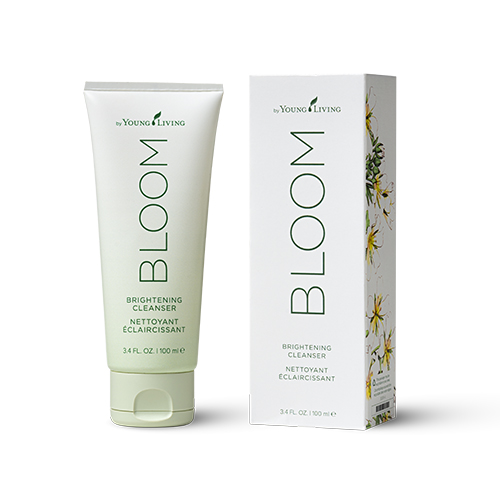 by YOUNG LIVING
BLOOM
BRIGHTENING
CLEANSER
NETTOYANT
ÉCLAIRCISSANT
3.4 FL. OZ. | 100 ml e
by YOUNG LIVING
BLOOM
BRIGHTENING
CLEANSER
NETTOYANT
ÉCLAIRCISSANT
3.4 FL. OZ. | 100 ml e